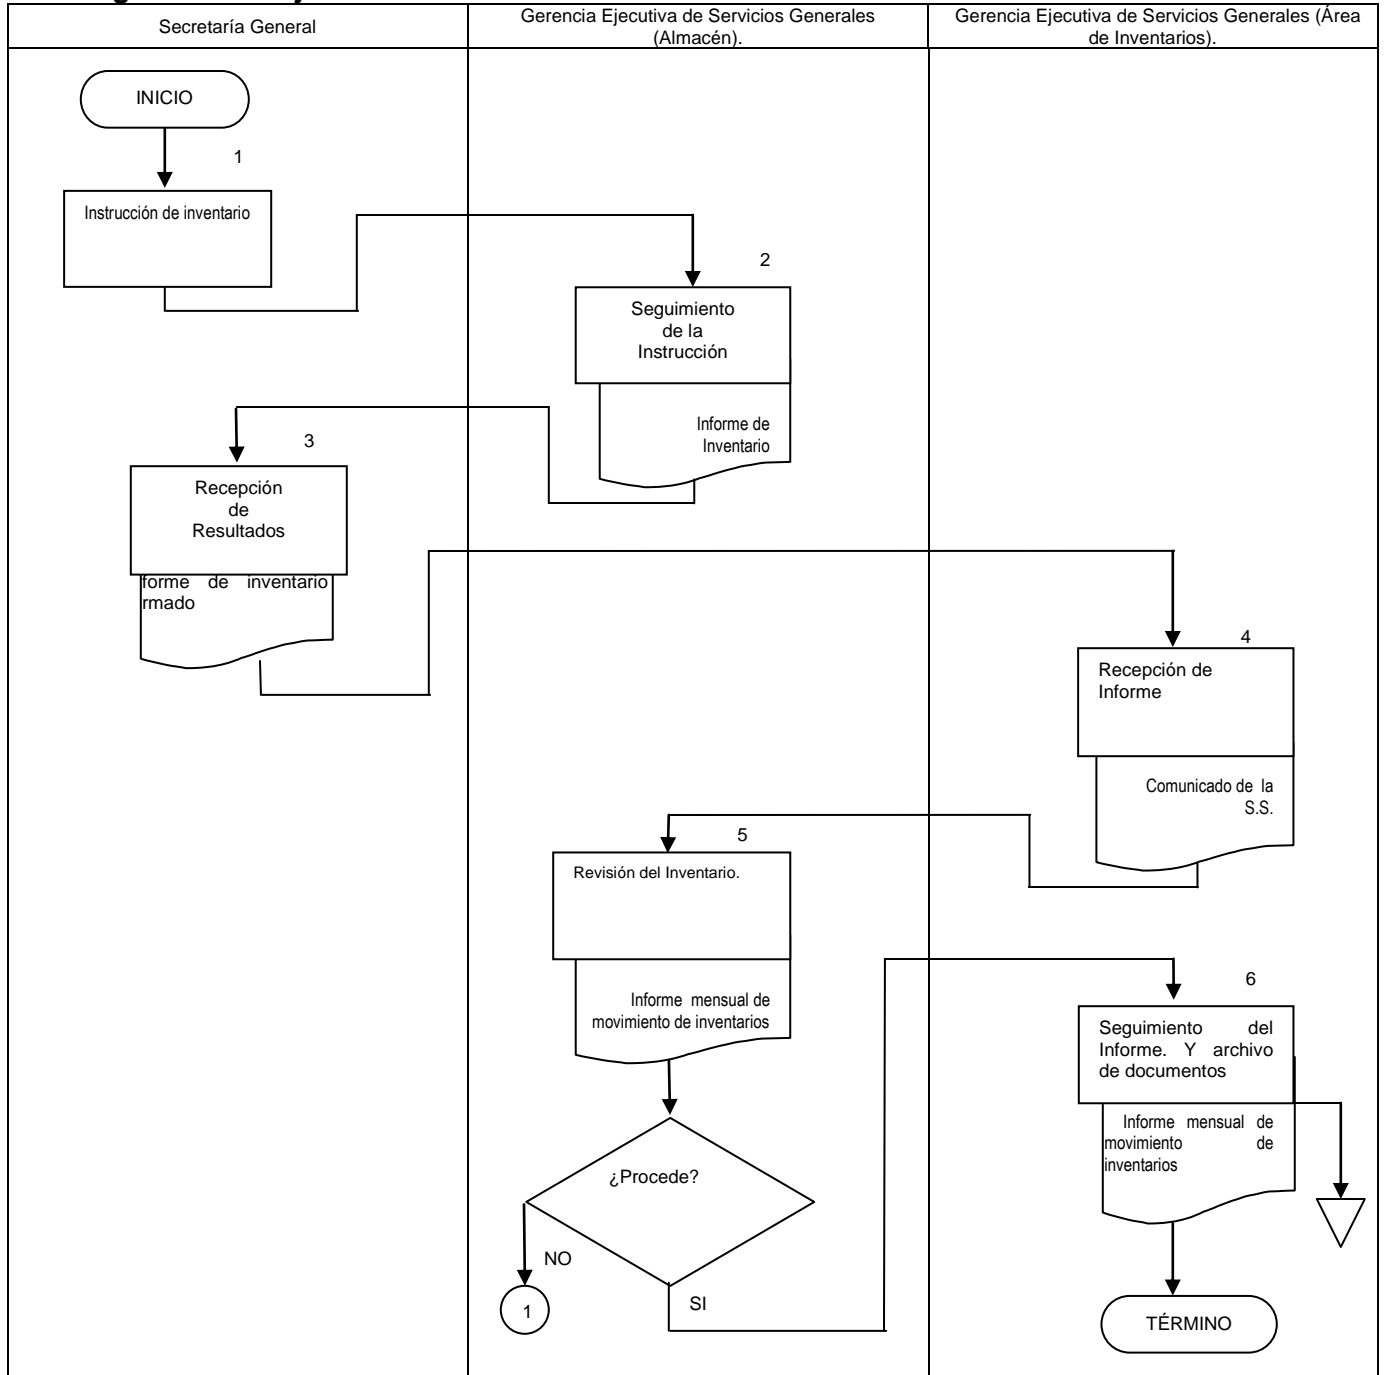 Secretaría General
Gerencia Ejecutiva de Servicios Generales
(Almacén).
Gerencia Ejecutiva de Servicios Generales (Área
de Inventarios).
INICIO
1
Instrucción de inventario
2
Seguimiento
de la
Instrucción
Informe de
Inventario
3
Recepción
de
Resultados
forme de inventario
rmado
4
Recepción de
Informe
Comunicado de la
S.S.
5
Revisión del Inventario.
Informe mensual de
movimiento de inventarios
6
Seguimiento del
Informe. Y archivo
de documentos
Informe mensual de
movimiento de
inventarios
¿Procede?
NO
1
SI
TÉRMINO